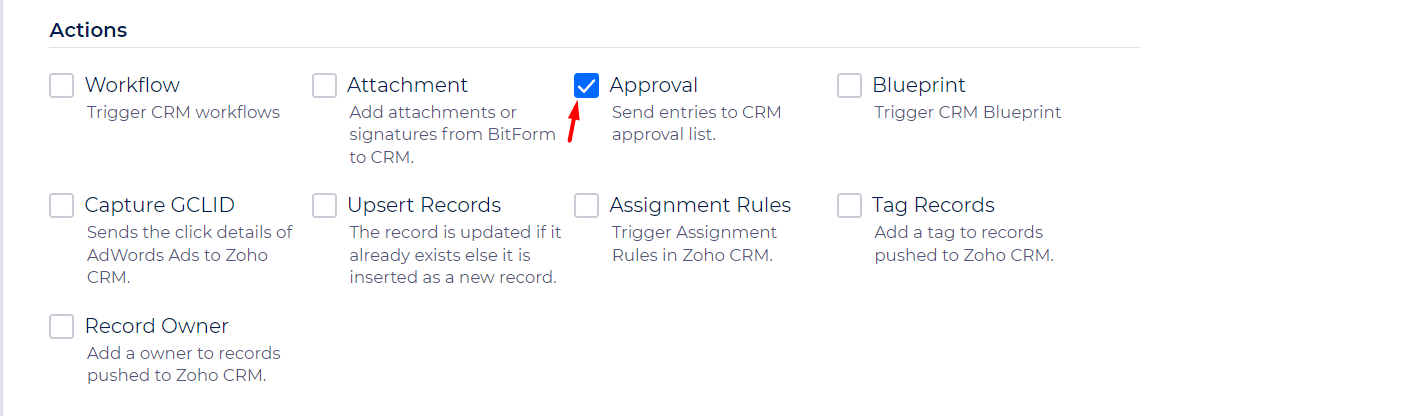 Actions
Workflow
Trigger CRM workflows
Attachment
Add attachments or
signatures from BitForm
to CRM.
Approval
Send entries to CRM
approval list.
Blueprint
Trigger CRM Blueprint
Capture GCLID
Sends the click details of
AdWords Ads to Zoho
CRM.
Upsert Records
The record is updated if it
already exists else it is
inserted as a new record.
Assignment Rules
Trigger Assignment
Rules in Zoho CRM.
Tag Records
Add a tag to records
pushed to Zoho CRM.
Record Owner
Add a owner to records
pushed to Zoho CRM.